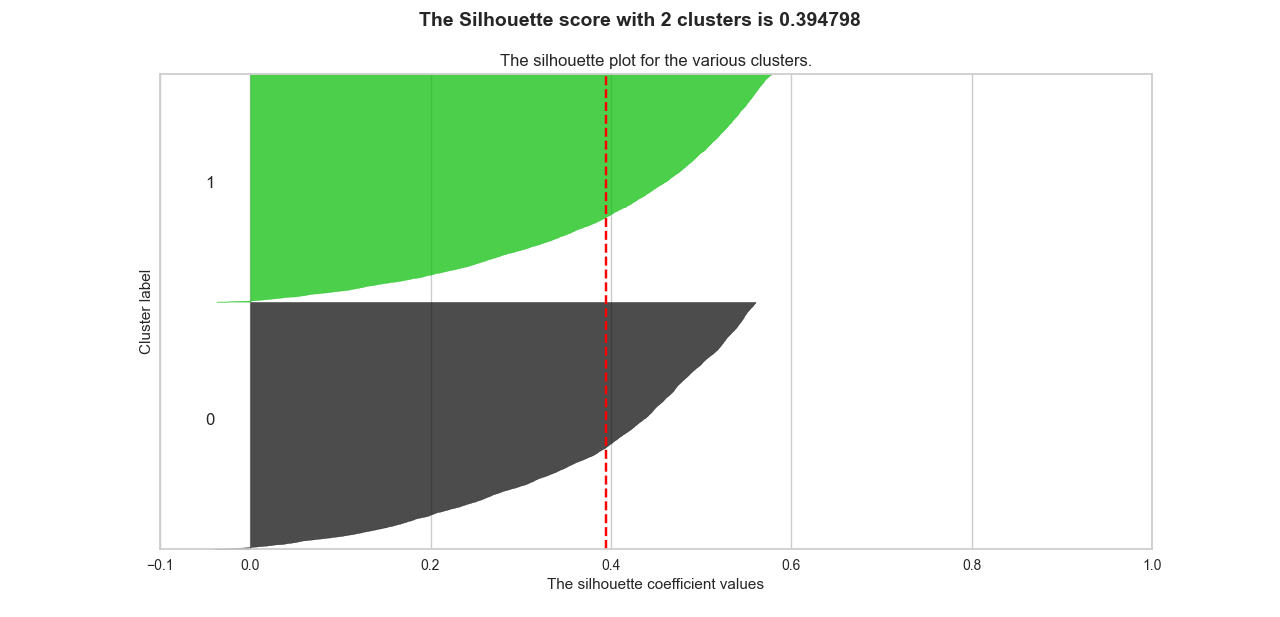 The Silhouette score with 2 clusters is 0.394798
The silhouette plot for the various clusters.
1
0
Cluster label
−0.1 0.0 0.2 0.4 0.6 0.8 1.0
The silhouette coefficient values